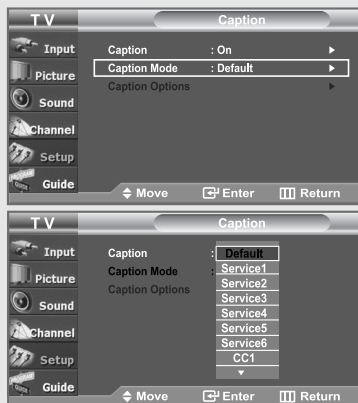 T V
Caption
Input
Caption : On ►
Picture
Caption Mode : Default ►
Caption Options ►
Sound
Channel
Setup
Guide
Move Enter Return
T V
Caption
Input
Caption : Default
Picture
Caption Mode : Service1
Caption Options Service2
Service3
Sound
Service4
Channel
Service5
Service6
Setup
CC1
▼
Guide
Move Enter Return